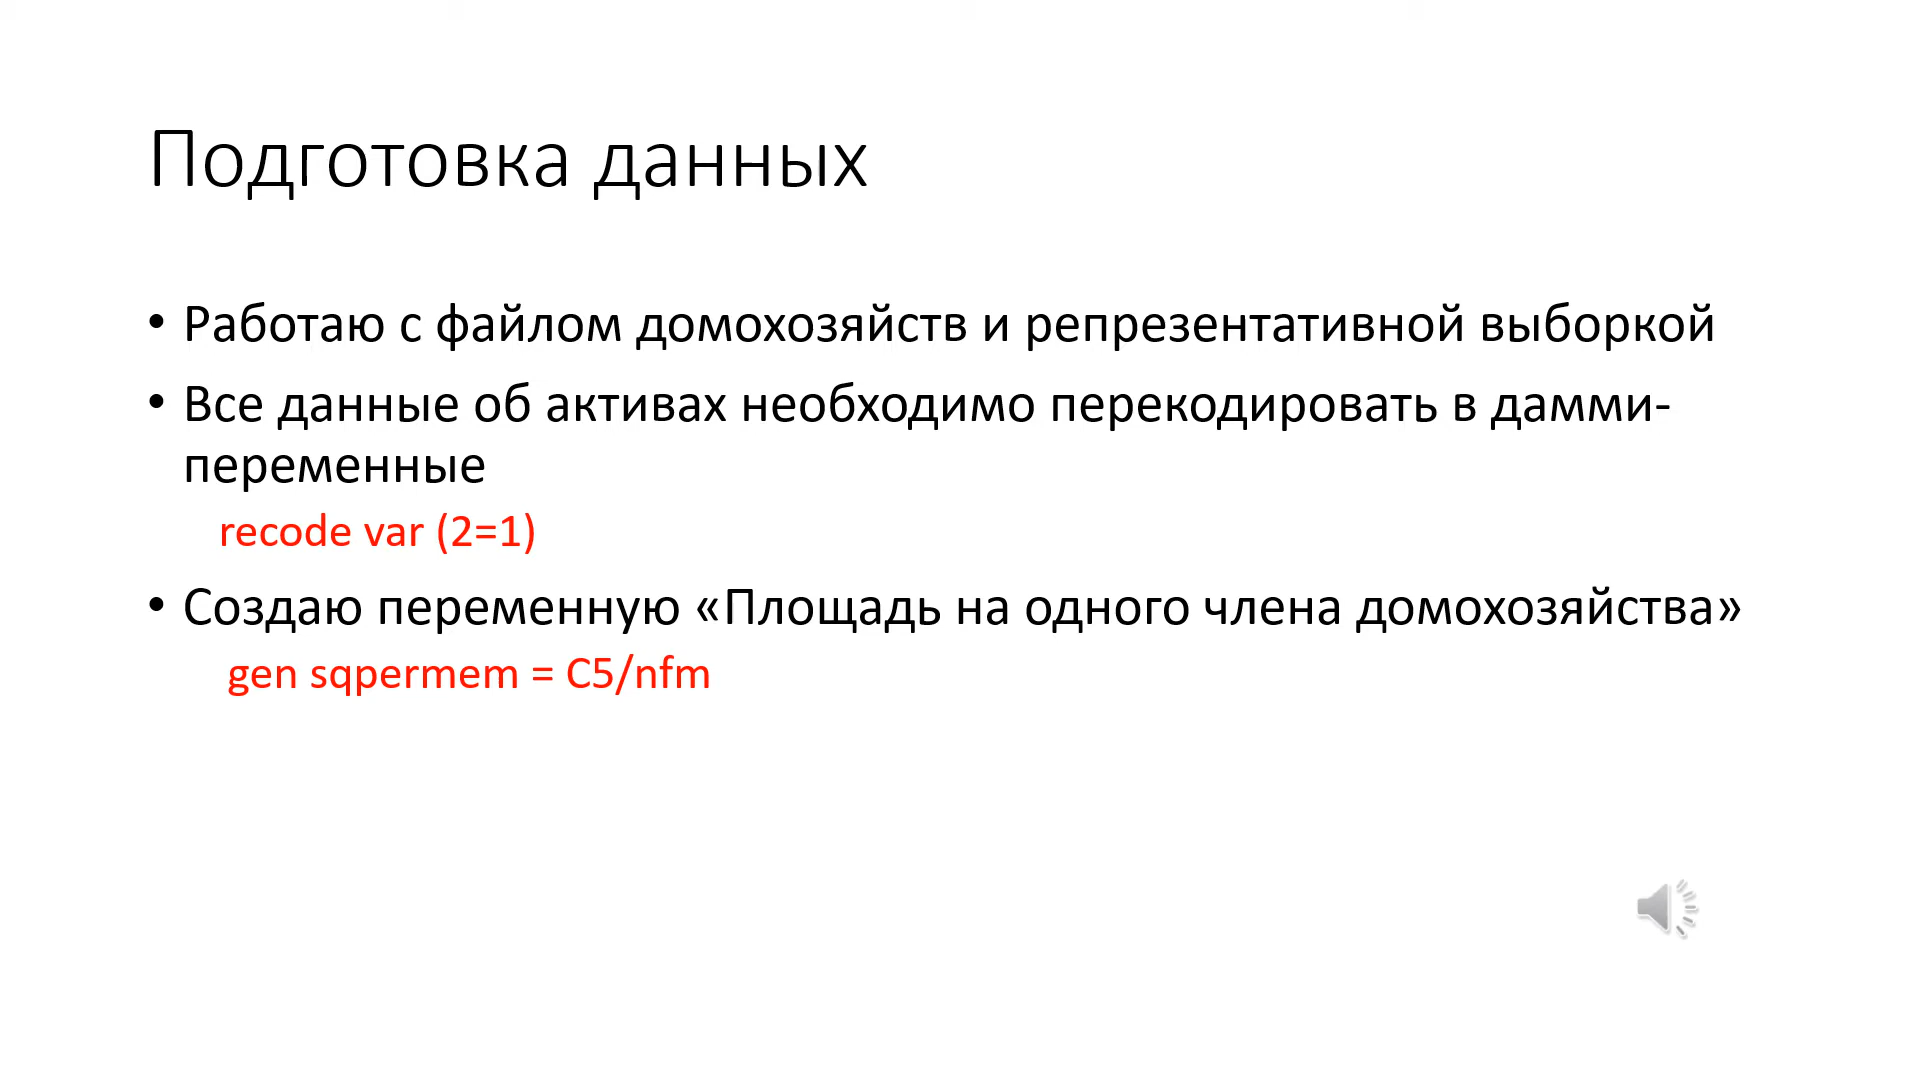 Подготовка данных
• Работаю с файлом домохозяйств и репрезентативной выборкой
• Все данные об активах необходимо перекодировать в дамми-
переменные
recode var (2=1)
• Создаю переменную «Площадь на одного члена домохозяйства»
gen sqpermem = C5/nfm